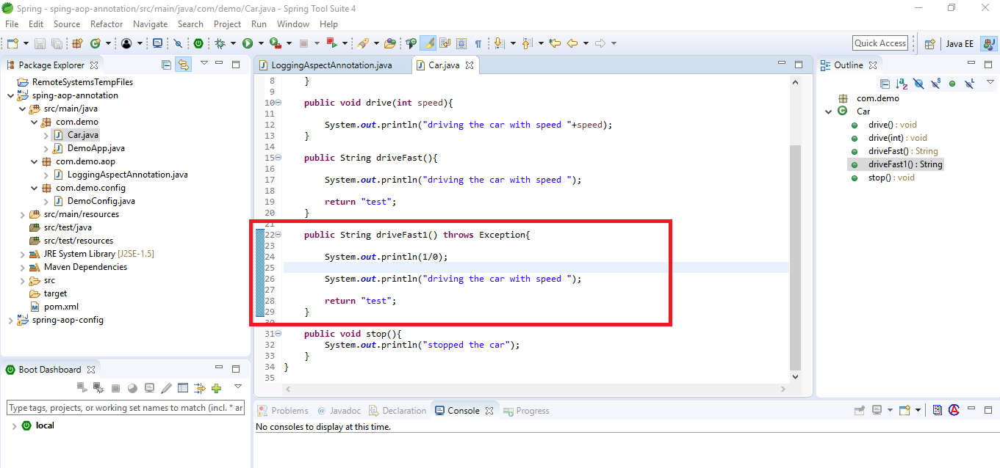 Spring - sping-aop-annotation/src/main/java/com/demo/Car.java - Spring Tool Suite 4
File Edit Source Refactor Navigate Search Project Run Window Help
Quick Access
Java EE
Package Explorer
RemoteSystemsTempFiles
sping-aop-annotation
src/main/java
com.demo
Car.java
DemoApp.java
com.demo.aop
LoggingAspectAnnotation.java
com.demo.config
DemoConfig.java
src/main/resources
src/test/java
src/test/resources
JRE System Library [J2SE-1.5]
Maven Dependencies
src
target
pom.xml
spring-aop-config
Boot Dashboard
Type tags, projects, or working set names to match (incl. * ar
local
LoggingAspectAnnotation.java Car.java
8 }
9
10 public void drive(int speed){
11
12 System.out.println("driving the car with speed "+speed);
13 }
14
15 public String driveFast(){
16
17 System.out.println("driving the car with speed ");
18
19 return "test";
20 }
21
22 public String driveFast1() throws Exception{
23
24 System.out.println(1/0);
25
26 System.out.println("driving the car with speed ");
27
28 return "test";
29 }
30
31 public void stop(){
32 System.out.println("stopped the car");
33 }
34 }
35
Outline
com.demo
Car
drive() : void
drive(int) : void
driveFast() : String
driveFast1() : String
stop() : void
Problems @ Javadoc Declaration Console Progress
No consoles to display at this time.